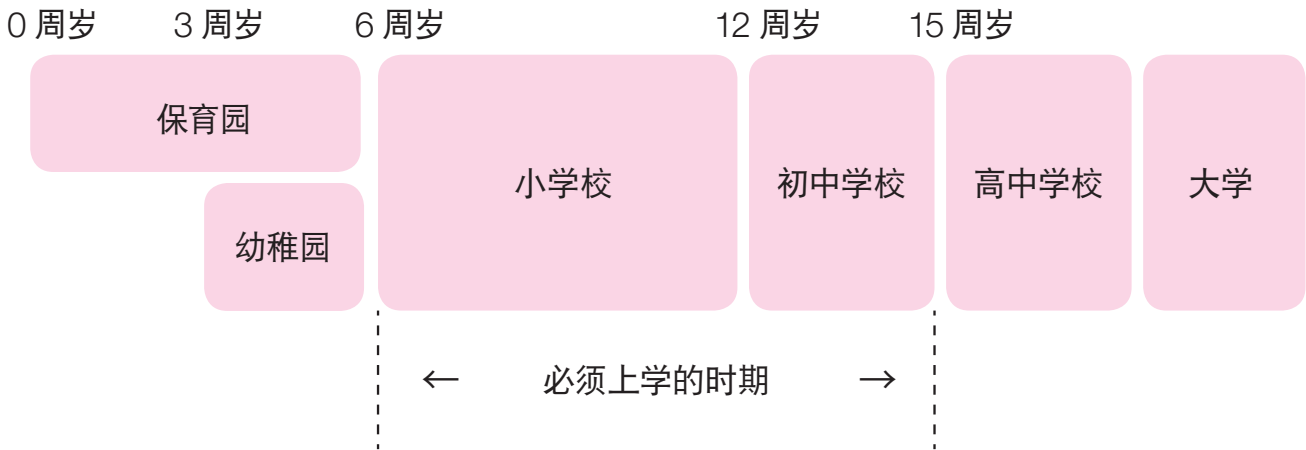 0 周岁 3 周岁 6 周岁 12 周岁 15 周岁
保育园
幼稚园
小学校
初中学校
高中学校
大学
← 必须上学的时期 →